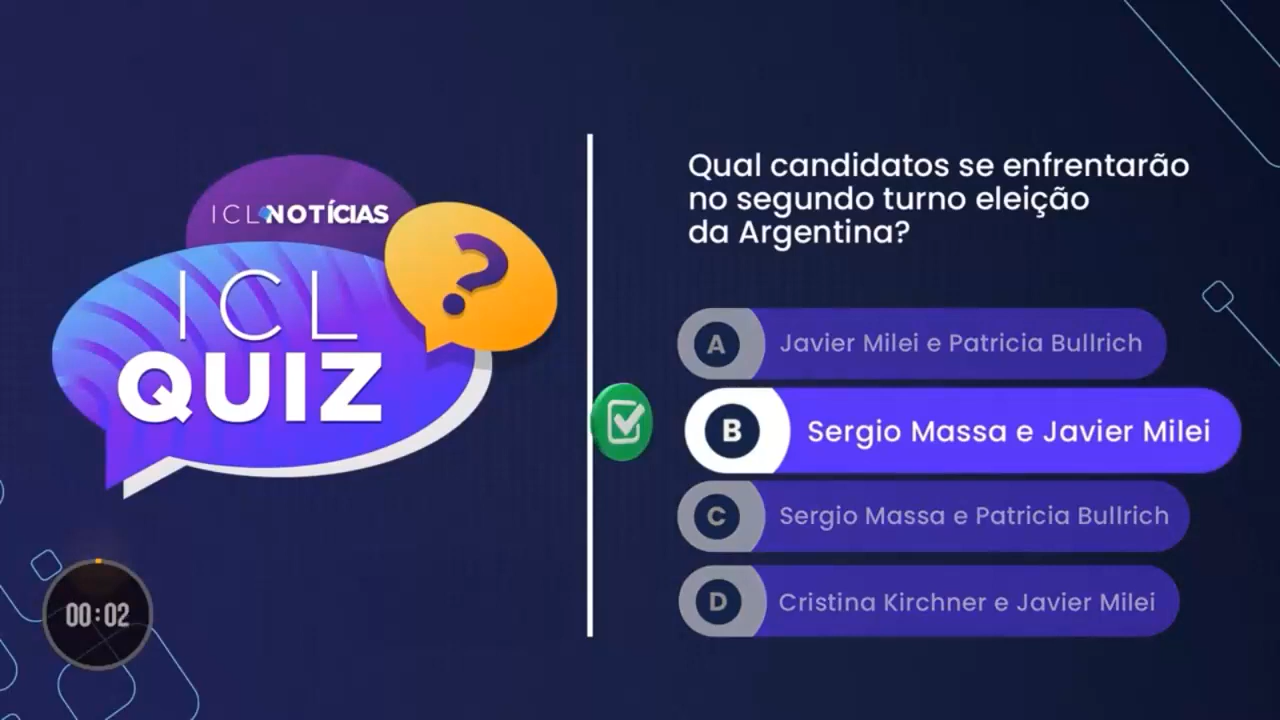 ICL NOTÍCIAS
ICL
QUIZ
?
Qual candidatos se enfrentarão
no segundo turno eleição
da Argentina?
A Javier Milei e Patricia Bullrich
B Sergio Massa e Javier Milei
C Sergio Massa e Patricia Bullrich
D Cristina Kirchner e Javier Milei
00:02